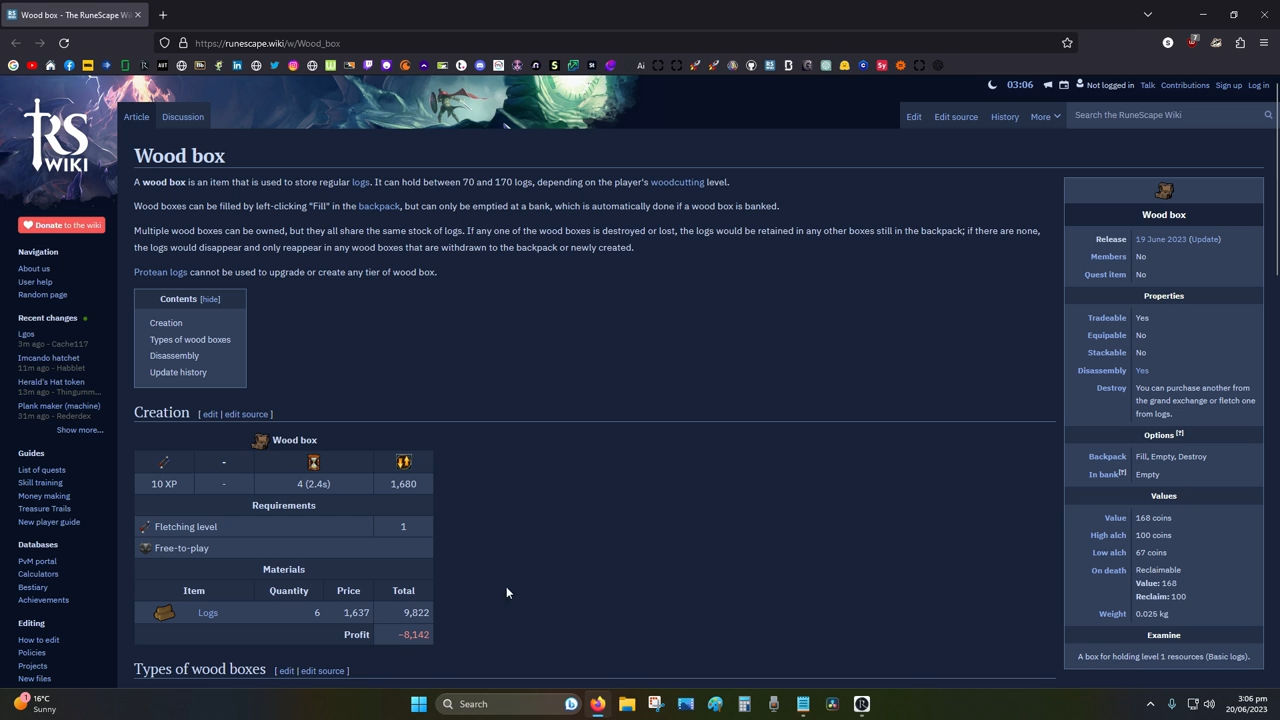 Wood box - The RuneScape Wi
https://runescape.wiki/w/Wood_box
03:06
Not logged in
Talk
Contributions
Sign up
Log in
Article
Discussion
Edit
Edit source
History
More
Search the RuneScape Wiki
RS
WIKI
Donate to the wiki
Navigation
About us
User help
Random page
Recent changes
Lgos
3m ago - Cache117
Imcando hatchet
11m ago - Habblet
Herald's Hat token
13m ago - Thingumm...
Plank maker (machine)
31m ago - Rederdex
Show more...
Guides
List of quests
Skill training
Money making
Treasure Trails
New player guide
Databases
PvM portal
Calculators
Bestiary
Achievements
Editing
How to edit
Policies
Projects
New files
Wood box
A wood box is an item that is used to store regular logs. It can hold between 70 and 170 logs, depending on the player's woodcutting level.
Wood boxes can be filled by left-clicking "Fill" in the backpack, but can only be emptied at a bank, which is automatically done if a wood box is banked.
Multiple wood boxes can be owned, but they all share the same stock of logs. If any one of the wood boxes is destroyed or lost, the logs would be retained in any other boxes still in the backpack; if there are none,
the logs would disappear and only reappear in any wood boxes that are withdrawn to the backpack or newly created.
Protean logs cannot be used to upgrade or create any tier of wood box.
Contents [hide]
Creation
Types of wood boxes
Disassembly
Update history
Creation [ edit | edit source ]
Wood box
-
10 XP - 4 (2.4s) 1,680
Requirements
Fletching level 1
Free-to-play
Materials
Item Quantity Price Total
Logs 6 1,637 9,822
Profit −8,142
Types of wood boxes [ edit | edit source ]
Wood box
Release 19 June 2023 (Update)
Members No
Quest item No
Properties
Tradeable Yes
Equipable No
Stackable No
Disassembly Yes
Destroy You can purchase another from
the grand exchange or fletch one
from logs.
Options [?]
Backpack Fill, Empty, Destroy
In bank[?] Empty
Values
Value 168 coins
High alch 100 coins
Low alch 67 coins
On death Reclaimable
Value: 168
Reclaim: 100
Weight 0.025 kg
Examine
A box for holding level 1 resources (Basic logs).
16°C
Sunny
Search
3:06 pm
20/06/2023